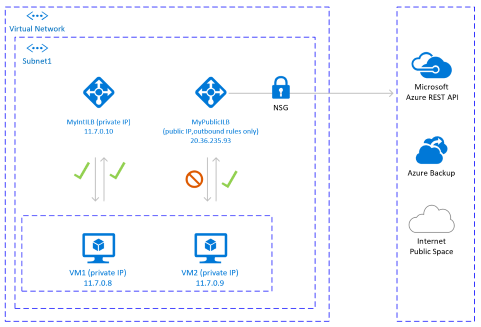 Virtual Network
Subnet1
MyIntILB (private IP)
11.7.0.10
MyPublicILB
(public IP,outbound rules only)
20.36.235.93
NSG
Microsoft
Azure REST API
Azure Backup
Internet
Public Space
VM1 (private IP)
11.7.0.8
VM2 (private IP)
11.7.0.9